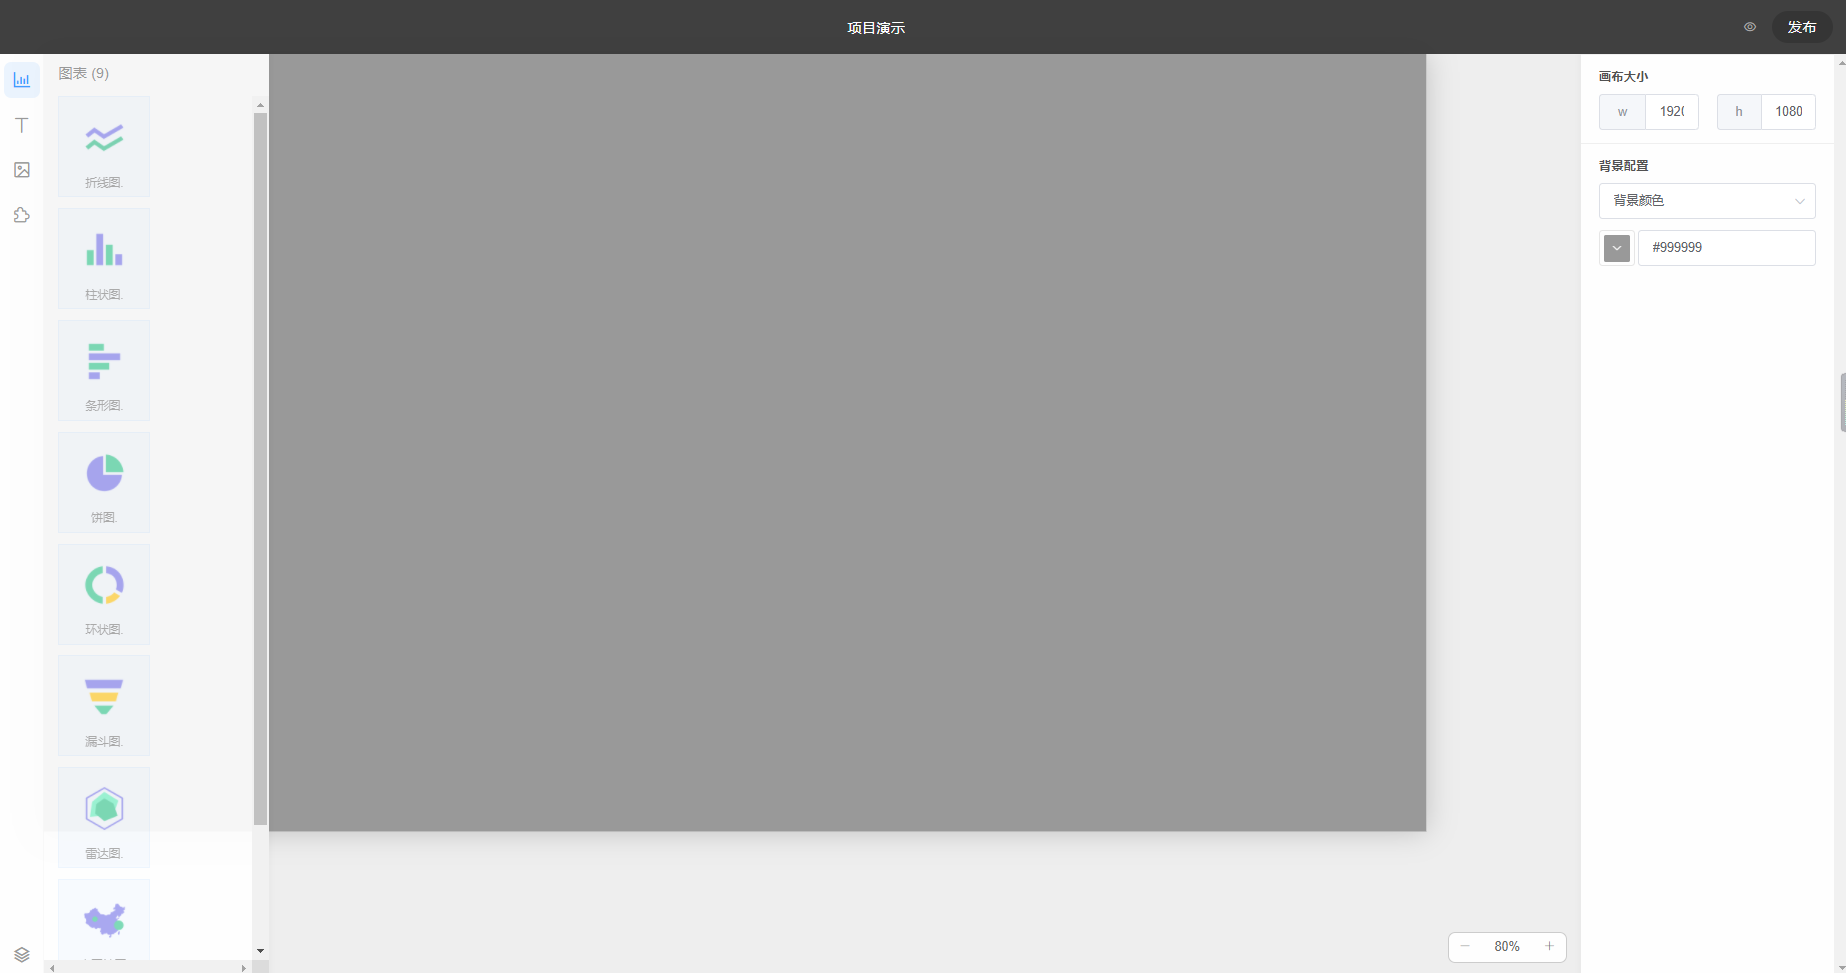 项目演示
发布
图表 (9)
折线图.
柱状图.
条形图.
饼图.
环状图.
漏斗图.
雷达图.
画布大小
w 192 h 1080
背景配置
背景颜色
#999999
80%